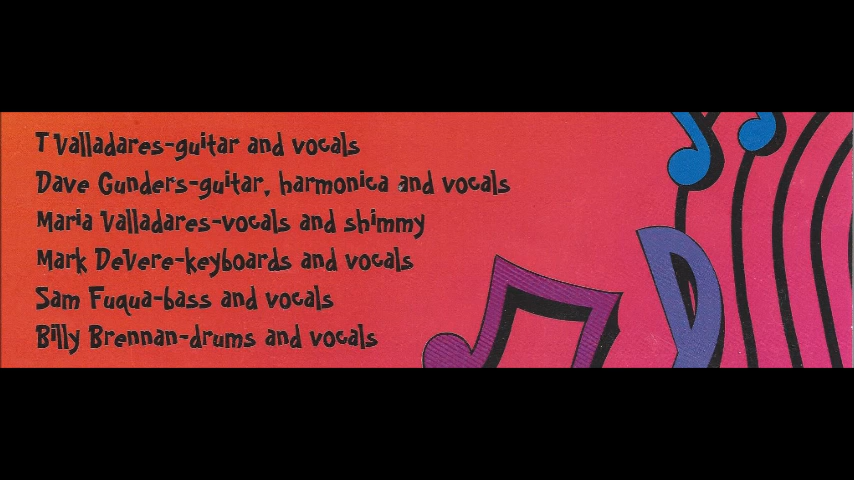 T Valladares-guitar and vocals
Dave Gunders-guitar, harmonica and vocals
Maria Valladares-vocals and shimmy
Mark DeVere-keyboards and vocals
Sam Fuqua-bass and vocals
Billy Brennan-drums and vocals